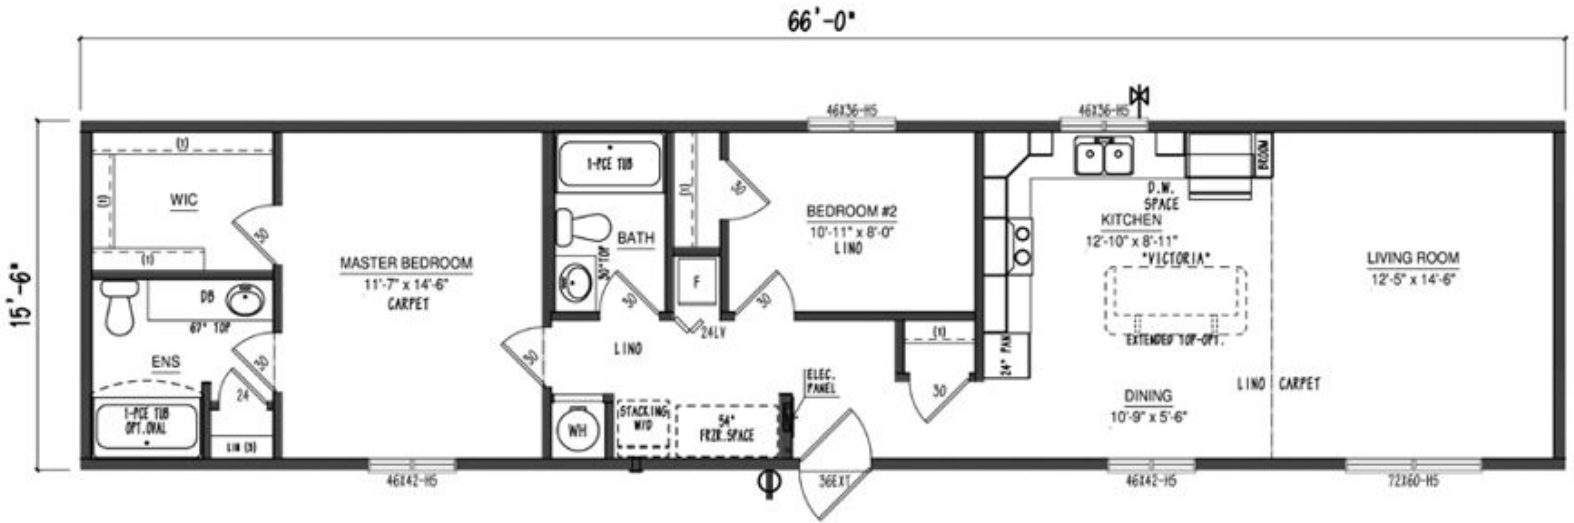 66'-0"
46X36-H5
46X36-H5
15'-6"
(1)
(1)
WIC
(1)
30
MASTER BEDROOM
11'-7" x 14'-6"
CARPET
DB
67" TOP
ENS
30
24
1-PCE TUB
OPT.OVAL
LIN (5)
1-PCE TUB
BATH
30"TOP
30
30
(1)
F
24LV
30
BEDROOM #2
10'-11" x 8'-0"
LINO
30
LINO
WH
STACKING
W/D
54"
FRZR.SPACE
ELEC.
PANEL
(1)
30
36EXT
BROOM
D.W.
SPACE
KITCHEN
12'-10" x 8'-11"
"VICTORIA"
EXTENDED TOP-OPT.
24" PAN
DINING
10'-9" x 5'-6"
LINO
CARPET
LIVING ROOM
12'-5" x 14'-6"
46X42-H5
46X42-H5
72X60-H5